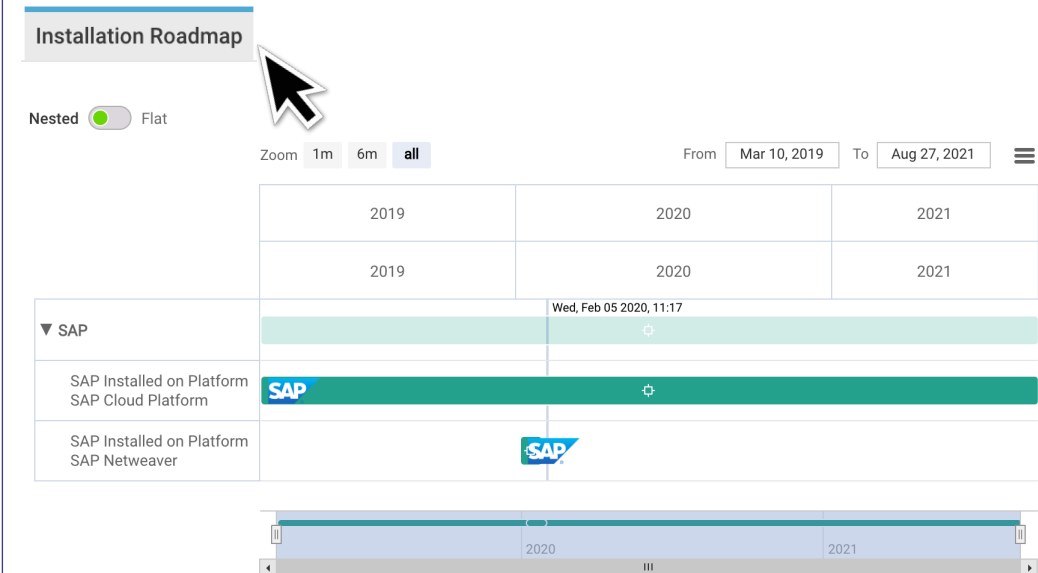 Installation Roadmap
Nested Flat
Zoom 1m 6m all From Mar 10, 2019 To Aug 27, 2021
2019 2020 2021
2019 2020 2021
Wed, Feb 05 2020, 11:17
▼ SAP
SAP Installed on Platform
SAP Cloud Platform
SAP
SAP Installed on Platform
SAP Netweaver
SAP
2020 2021